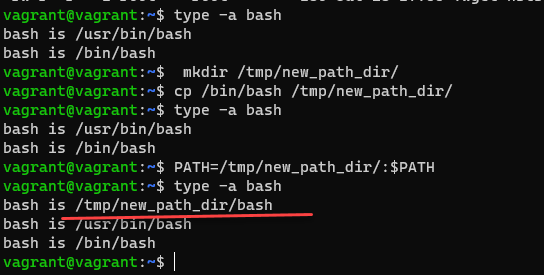 vagrant@vagrant:~$ type -a bash
bash is /usr/bin/bash
bash is /bin/bash
vagrant@vagrant:~$  mkdir /tmp/new_path_dir/
vagrant@vagrant:~$ cp /bin/bash /tmp/new_path_dir/
vagrant@vagrant:~$ type -a bash
bash is /usr/bin/bash
bash is /bin/bash
vagrant@vagrant:~$ PATH=/tmp/new_path_dir/:$PATH
vagrant@vagrant:~$ type -a bash
bash is /tmp/new_path_dir/bash
bash is /usr/bin/bash
bash is /bin/bash
vagrant@vagrant:~$